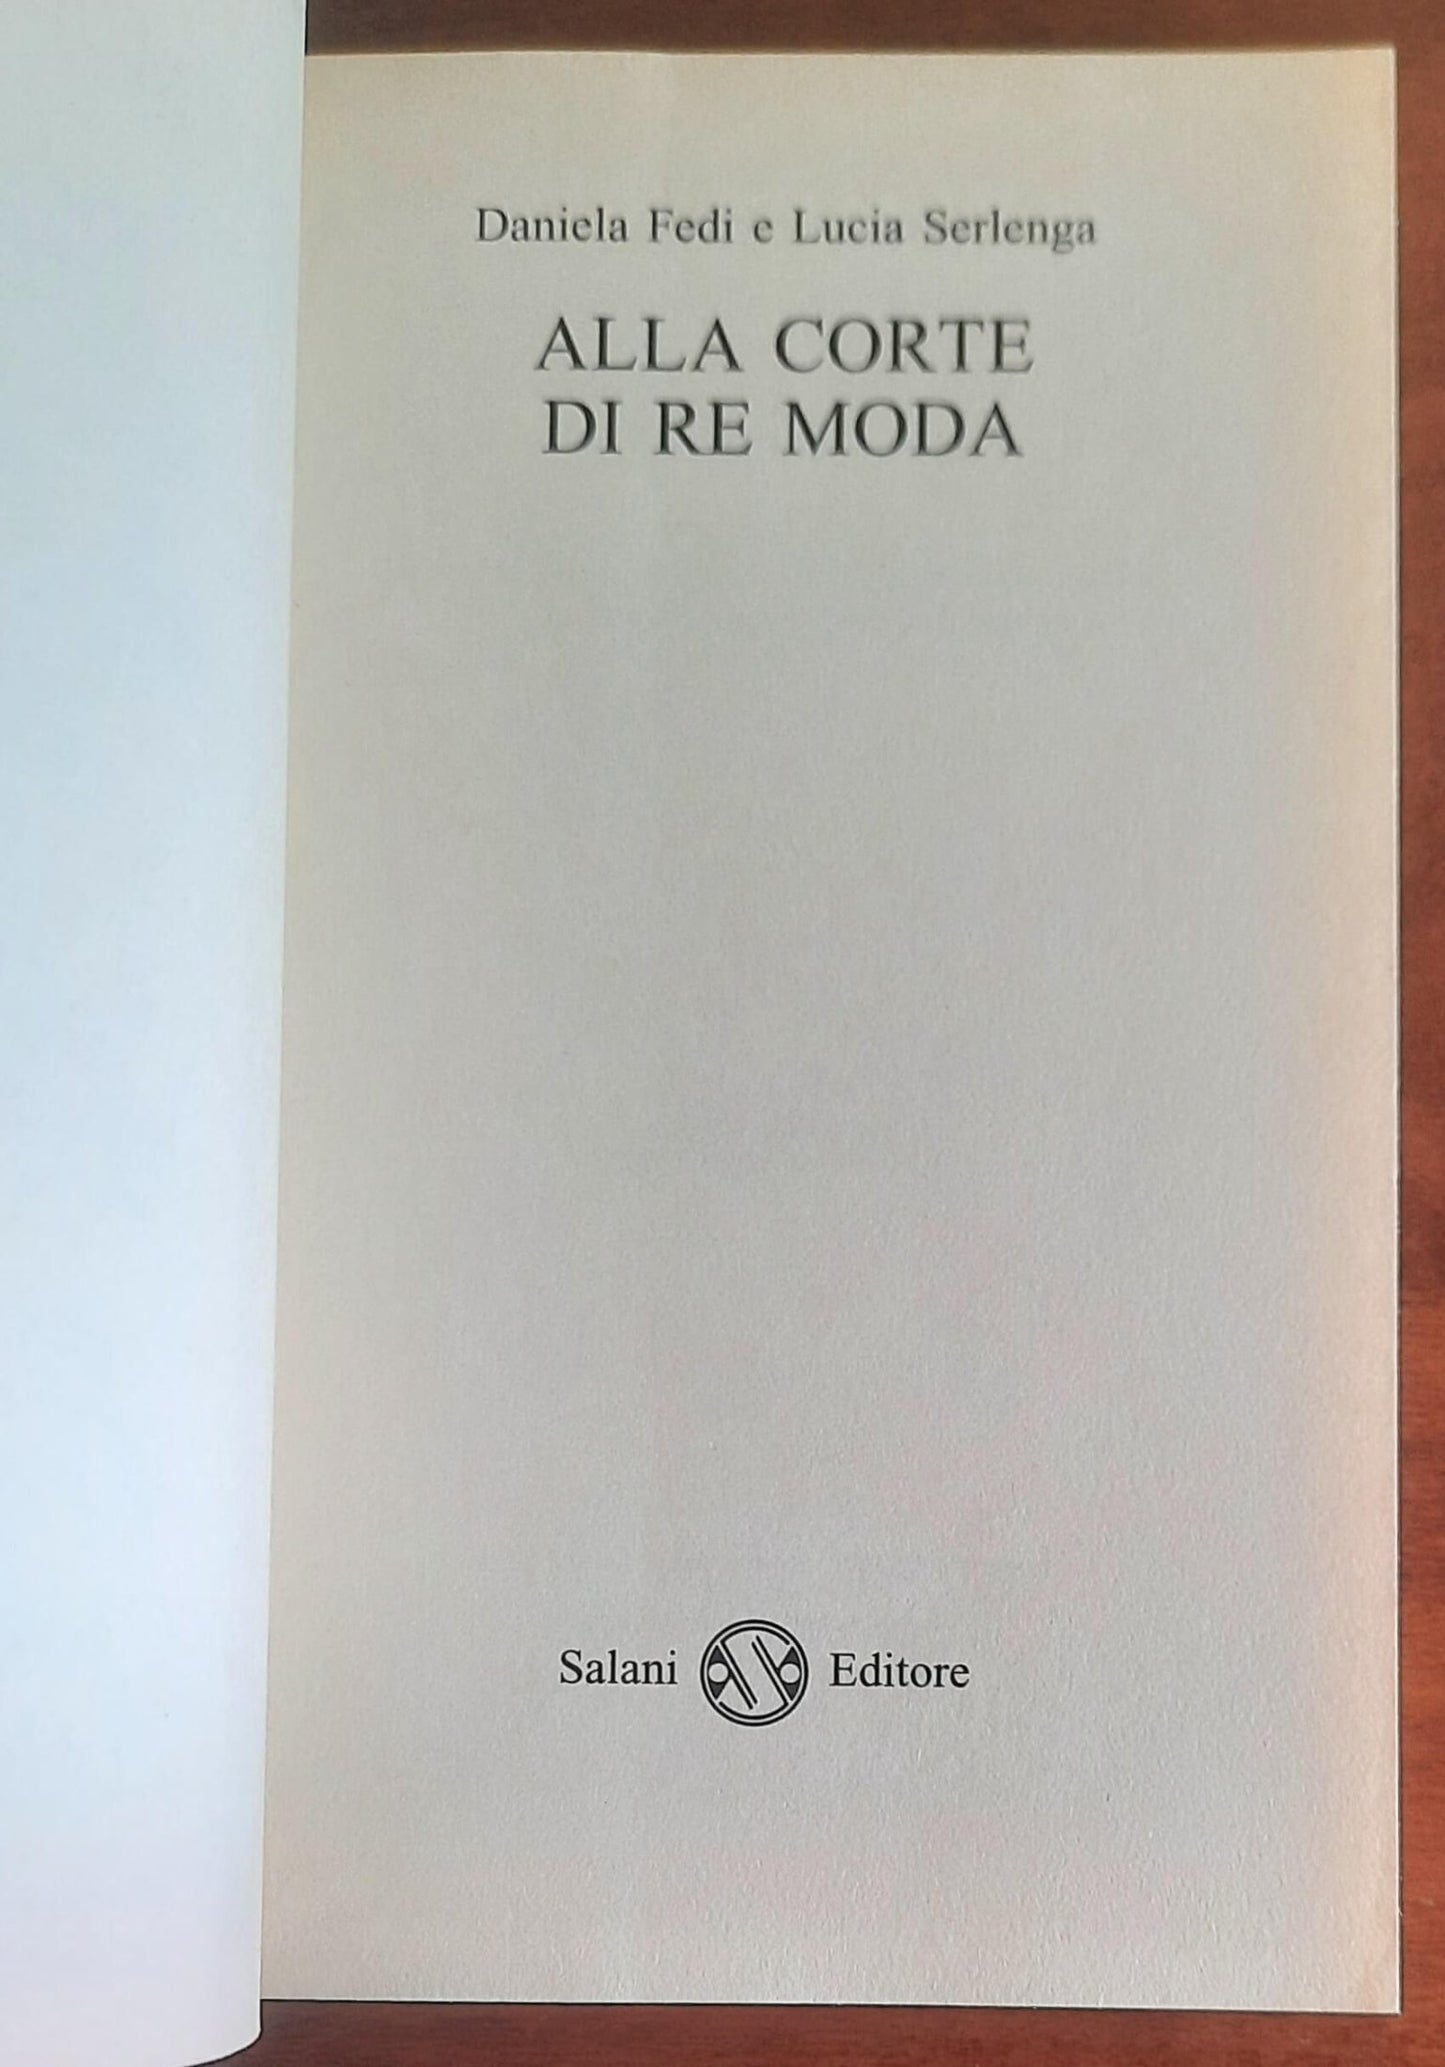 Daniela Fedi e Lucia Serlenga
ALLA CORTE
DI RE MODA
Salani Editore